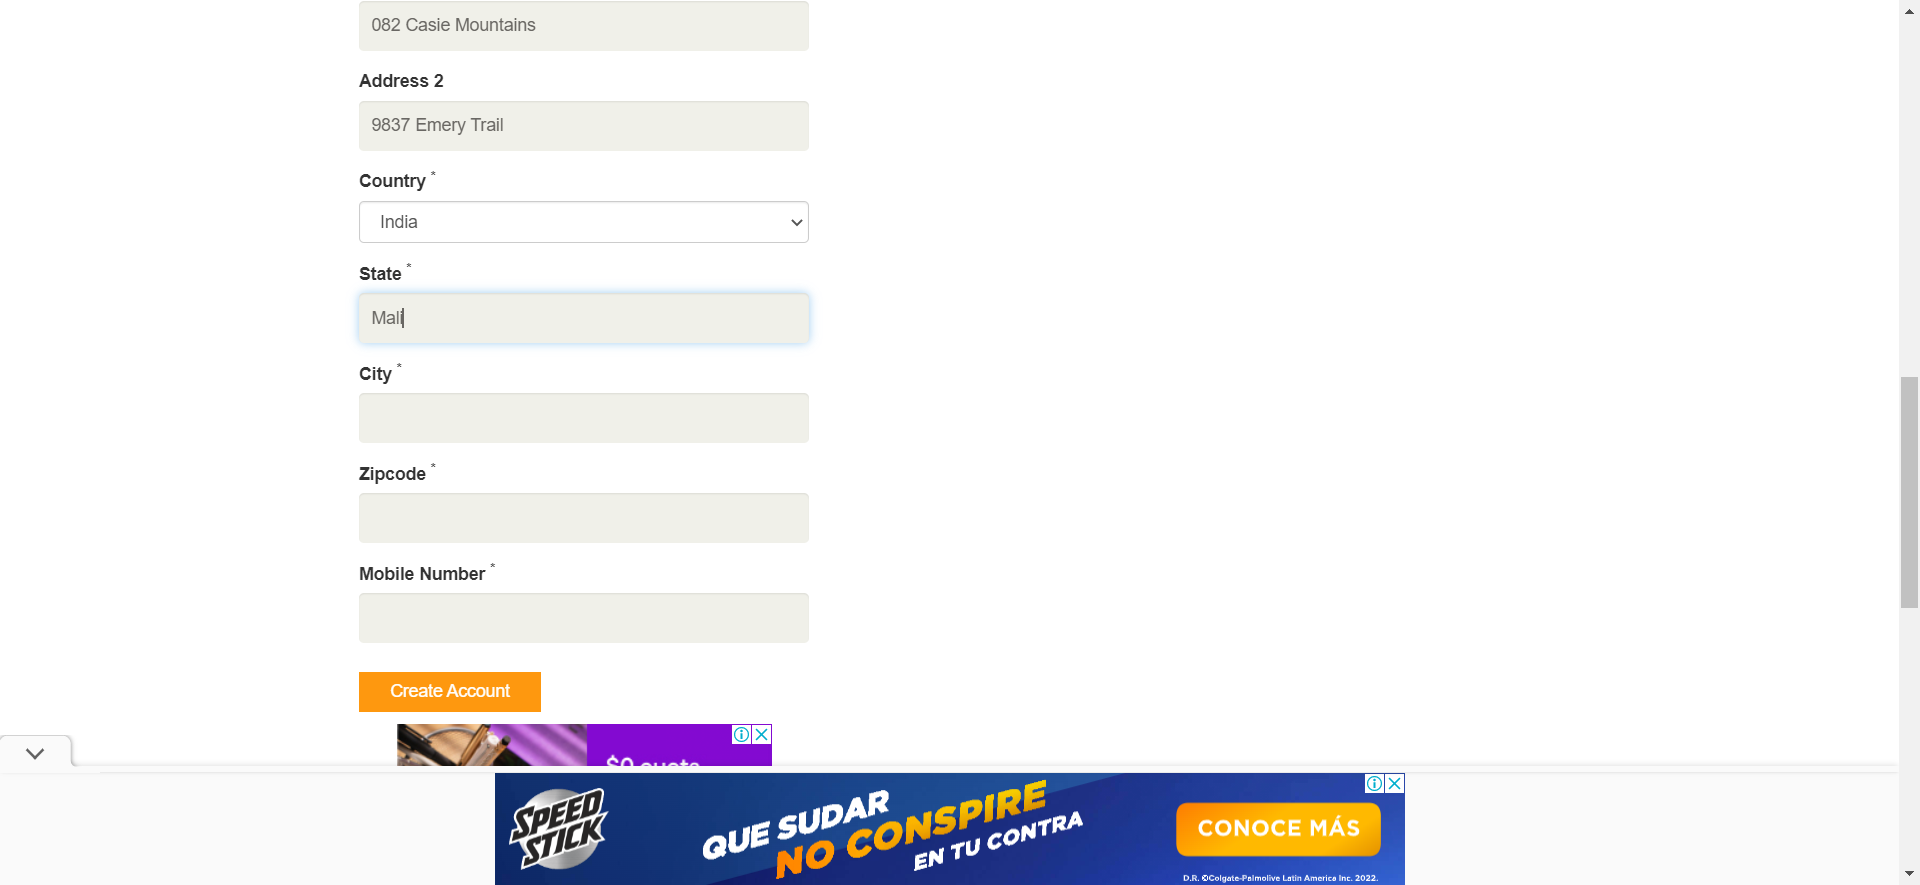 082 Casie Mountains
Address 2
9837 Emery Trail
Country *
India
State *
Mali
City *
Zipcode *
Mobile Number *
Create Account
$0 quota
SPEED STICK
QUE SUDAR
NO CONSPIRE
EN TU CONTRA
CONOCE MÁS
D.R. ©Colgate-Palmolive Latin America Inc. 2022.